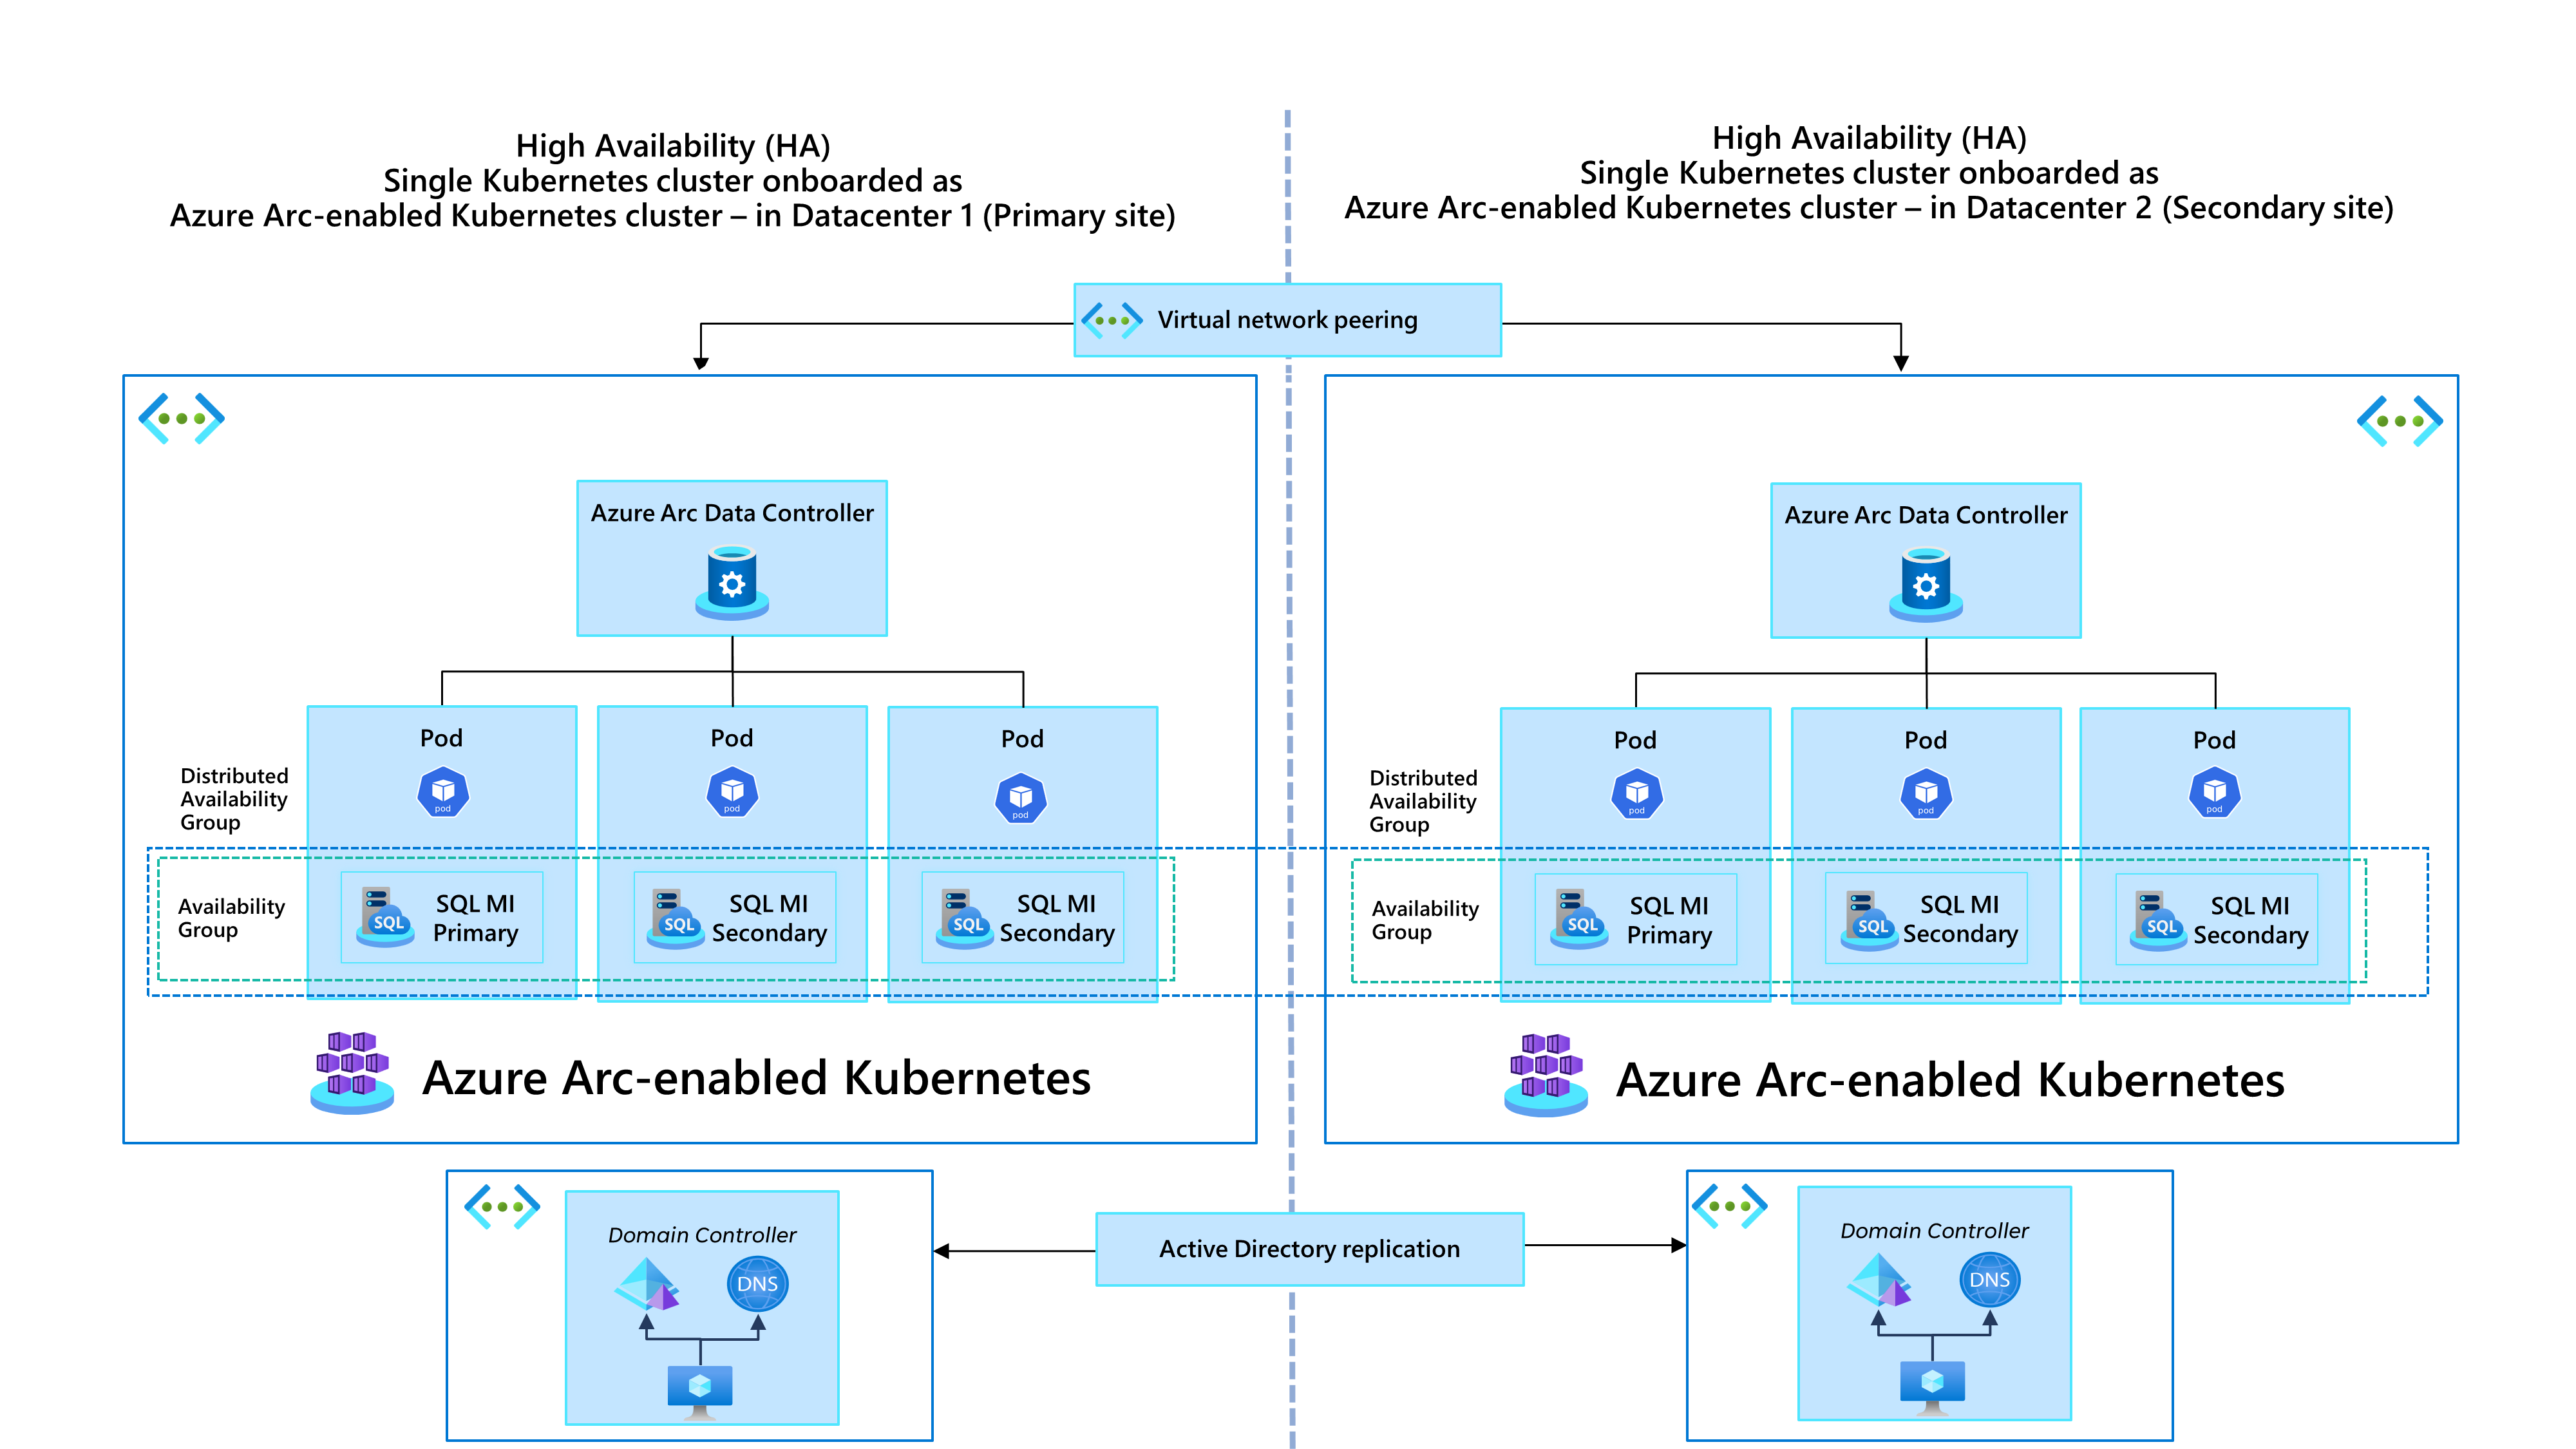 High Availability (HA)
Single Kubernetes cluster onboarded as
Azure Arc-enabled Kubernetes cluster – in Datacenter 1 (Primary site)
High Availability (HA)
Single Kubernetes cluster onboarded as
Azure Arc-enabled Kubernetes cluster – in Datacenter 2 (Secondary site)
Virtual network peering
Azure Arc Data Controller
Pod
pod
Pod
pod
Pod
pod
Distributed
Availability
Group
Availability
Group
SQL
SQL MI
Primary
SQL
SQL MI
Secondary
SQL
SQL MI
Secondary
Azure Arc-enabled Kubernetes
Azure Arc Data Controller
Pod
pod
Pod
pod
Pod
pod
Distributed
Availability
Group
Availability
Group
SQL
SQL MI
Primary
SQL
SQL MI
Secondary
SQL
SQL MI
Secondary
Azure Arc-enabled Kubernetes
Domain Controller
DNS
Active Directory replication
Domain Controller
DNS